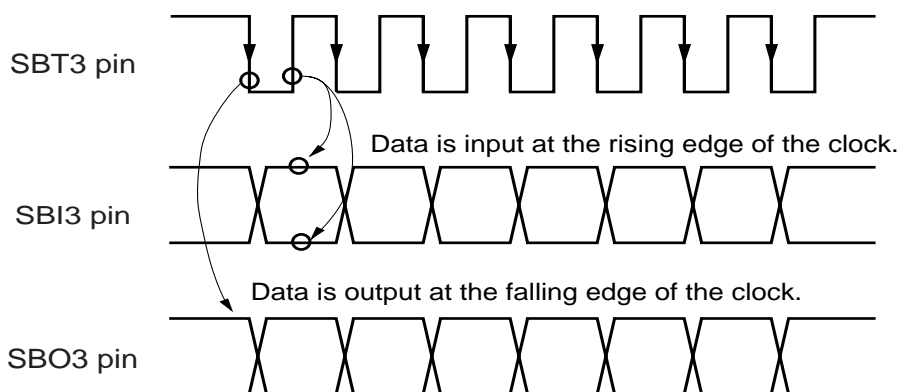 SBT3 pin
Data is input at the rising edge of the clock.
SBI3 pin
Data is output at the falling edge of the clock.
SBO3 pin